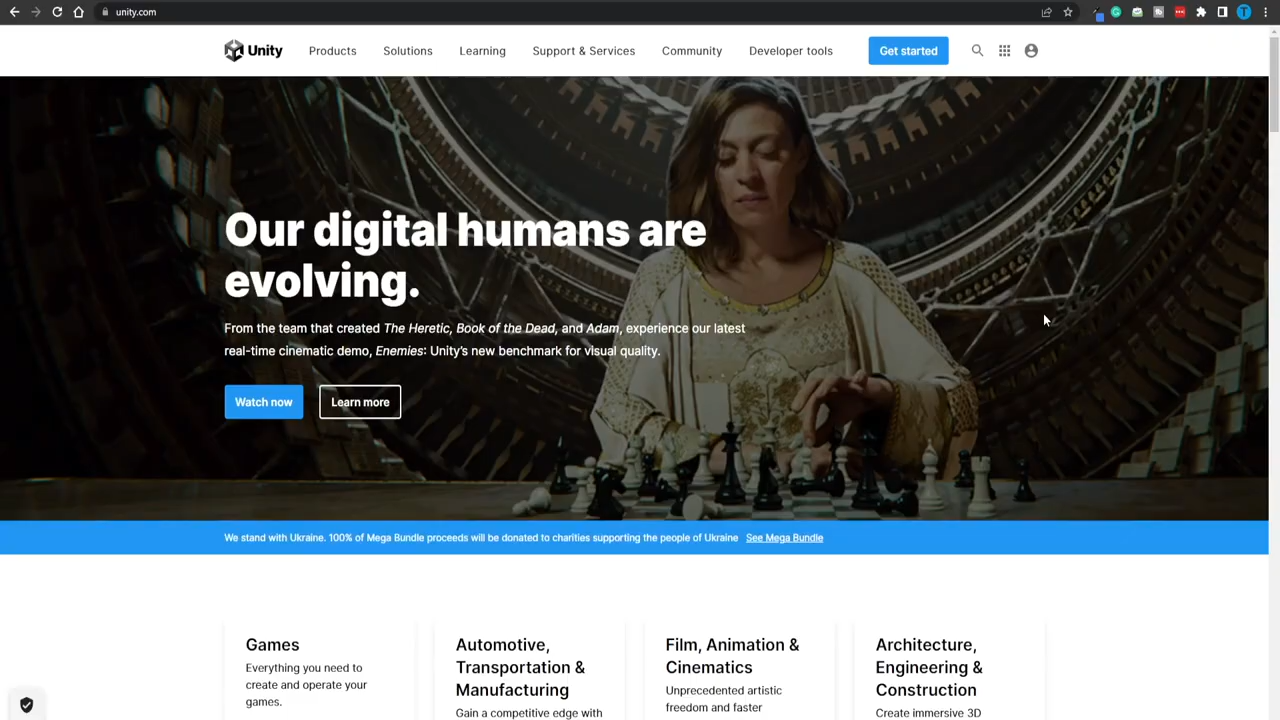 unity.com
Unity
Products
Solutions
Learning
Support & Services
Community
Developer tools
Get started
T
Our digital humans are
evolving.
From the team that created The Heretic, Book of the Dead, and Adam, experience our latest
real-time cinematic demo, Enemies: Unity’s new benchmark for visual quality.
Watch now
Learn more
We stand with Ukraine. 100% of Mega Bundle proceeds will be donated to charities supporting the people of Ukraine See Mega Bundle
Games
Everything you need to
create and operate your
games.
Automotive,
Transportation &
Manufacturing
Gain a competitive edge with
Film, Animation &
Cinematics
Unprecedented artistic
freedom and faster
Architecture,
Engineering &
Construction
Create immersive 3D